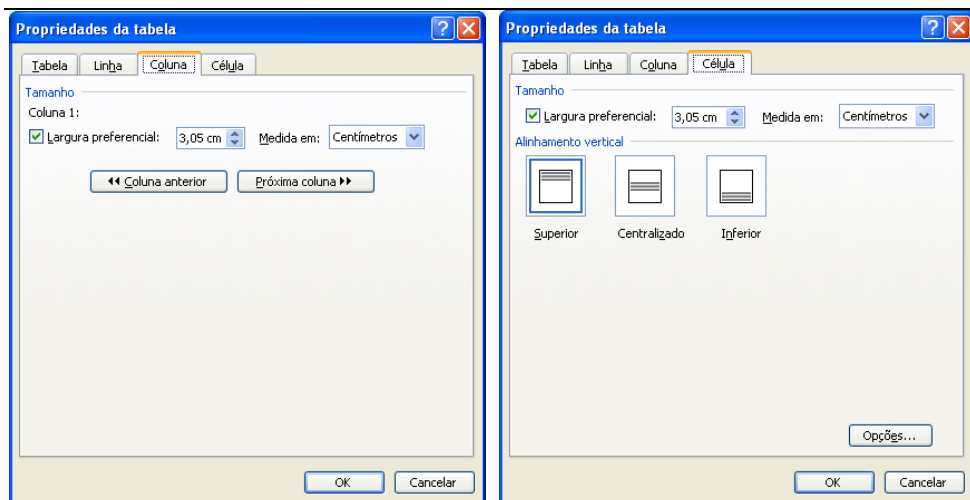 Propriedades da tabela
Tabela Linha Coluna Célula
Tamanho
Coluna 1:
Largura preferencial: 3,05 cm Medida em: Centímetros
Coluna anterior Próxima coluna
OK Cancelar
Propriedades da tabela
Tabela Linha Coluna Célula
Tamanho
Largura preferencial: 3,05 cm Medida em: Centímetros
Alinhamento vertical
Superior Centralizado Inferior
Opções...
OK Cancelar